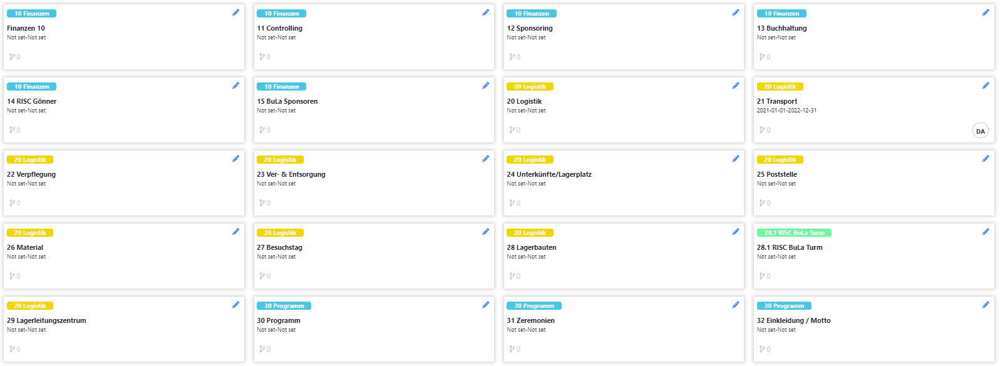 10 Finanzen
Finanzen 10
Not set-Not set
0
10 Finanzen
11 Controlling
Not set-Not set
0
10 Finanzen
12 Sponsoring
Not set-Not set
0
10 Finanzen
13 Buchhaltung
Not set-Not set
0
10 Finanzen
14 RISC Gönner
Not set-Not set
0
10 Finanzen
15 BuLa Sponsoren
Not set-Not set
0
20 Logistik
20 Logistik
Not set-Not set
0
20 Logistik
21 Transport
2021-01-01-2022-12-31
0
DA
20 Logistik
22 Verpflegung
Not set-Not set
0
20 Logistik
23 Ver- & Entsorgung
Not set-Not set
0
20 Logistik
24 Unterkünfte/Lagerplatz
Not set-Not set
0
20 Logistik
25 Poststelle
Not set-Not set
0
20 Logistik
26 Material
Not set-Not set
0
20 Logistik
27 Besuchstag
Not set-Not set
0
20 Logistik
28 Lagerbauten
Not set-Not set
0
28.1 RISC BuLa Turm
28.1 RISC BuLa Turm
Not set-Not set
0
20 Logistik
29 Lagerleitungszentrum
Not set-Not set
0
30 Programm
30 Programm
Not set-Not set
0
30 Programm
31 Zeremonien
Not set-Not set
0
30 Programm
32 Einkleidung / Motto
Not set-Not set
0